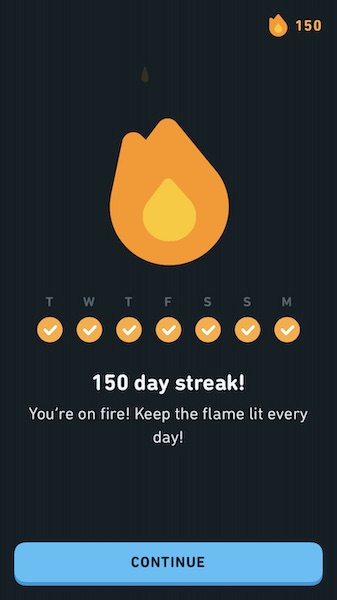 150
T W T F S S M
150 day streak!
You're on fire! Keep the flame lit every
day!
CONTINUE